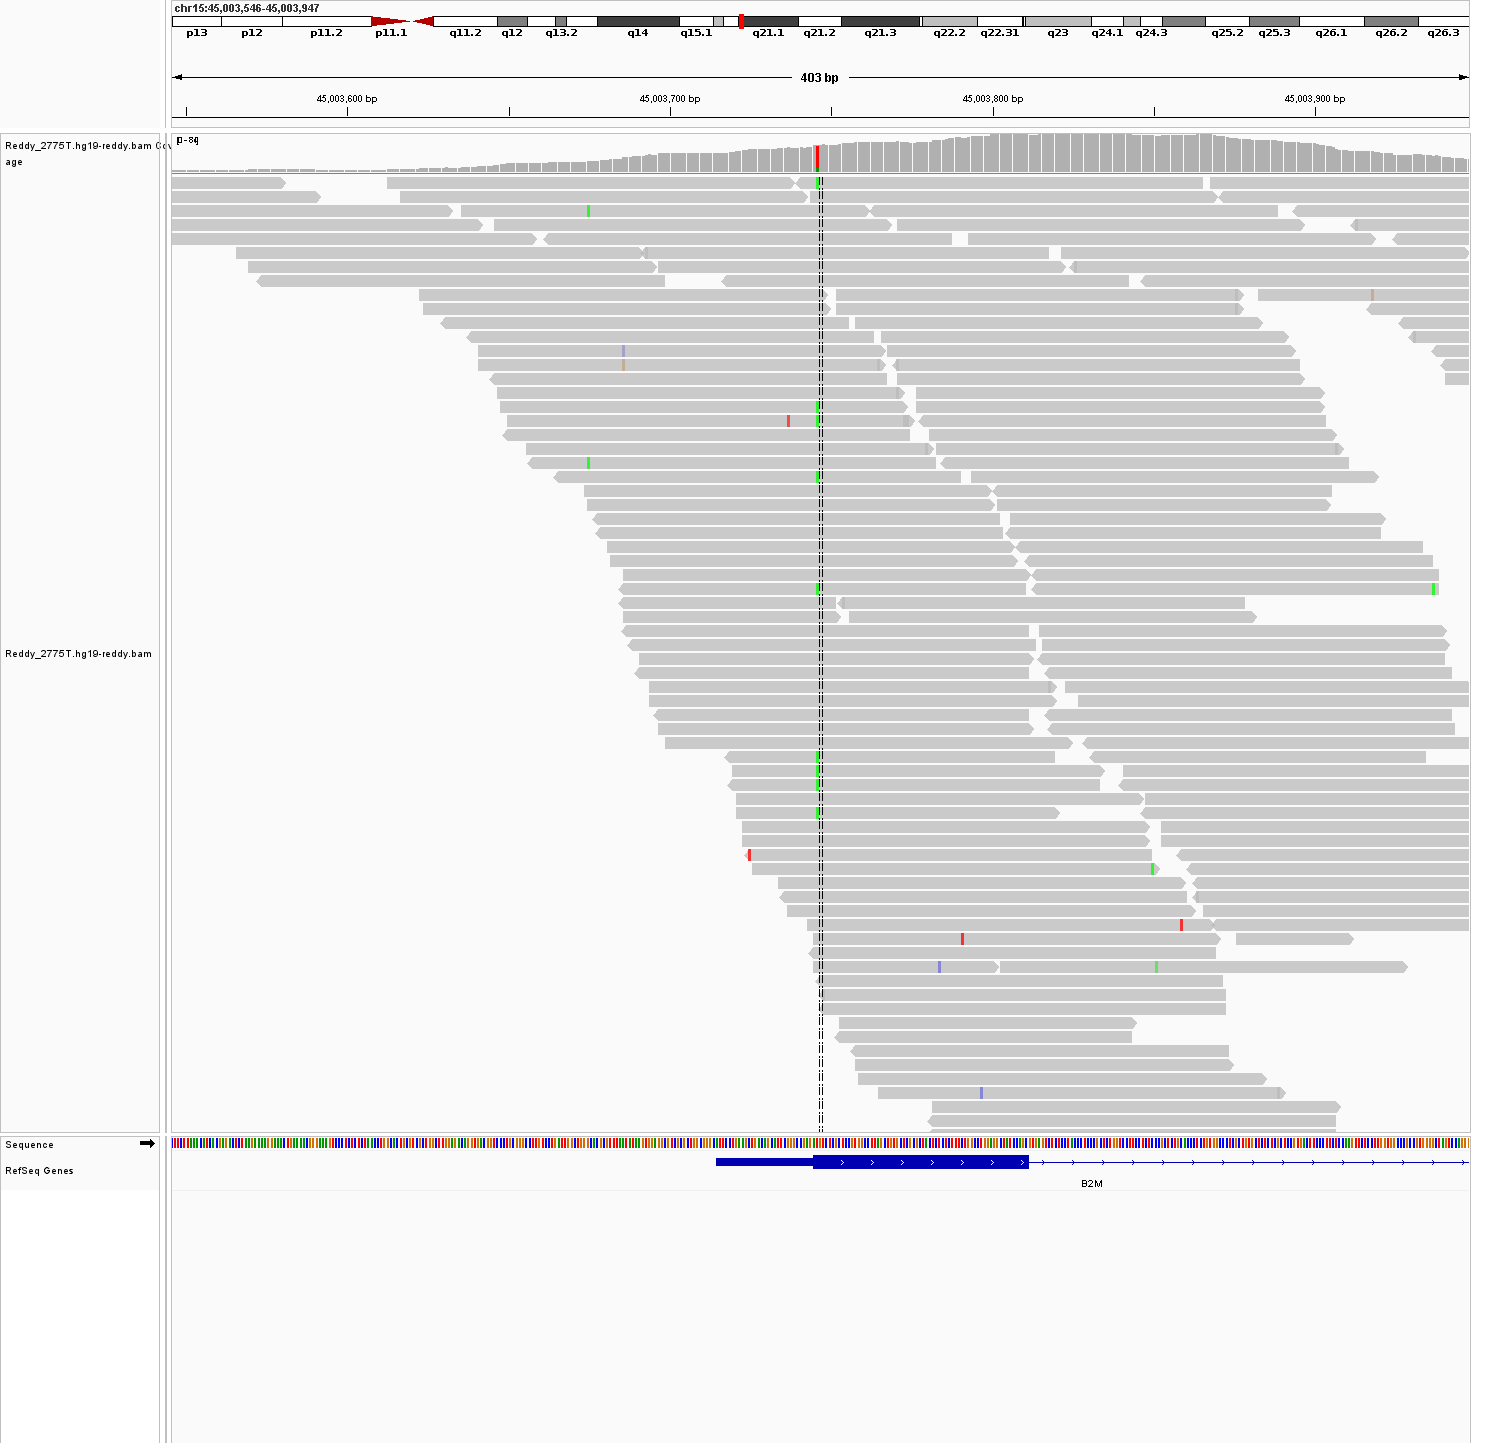 chr15:45,003,546-45,003,947
p13 p12 p11.2 p11.1 q11.2 q12 q13.2 q14 q15.1 q21.1 q21.2 q21.3 q22.2 q22.31 q23 q24.1 q24.3 q25.2 q25.3 q26.1 q26.2 q26.3
403 bp
45,003,600 bp 45,003,700 bp 45,003,800 bp 45,003,900 bp
Reddy_2775T.hg19-reddy.bam Cov
age
[0-84]
Reddy_2775T.hg19-reddy.bam
Sequence
RefSeq Genes
B2M